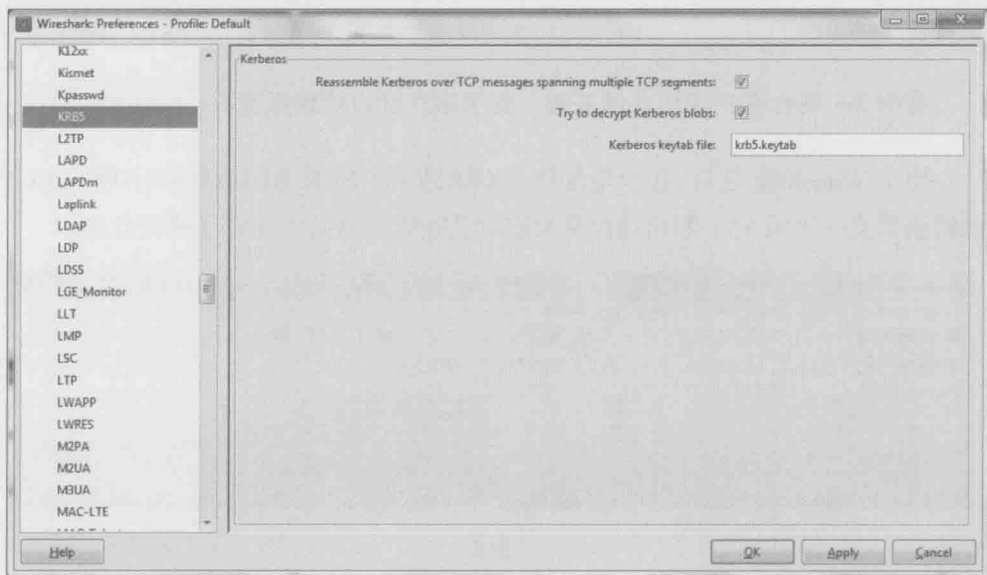 Wireshark: Preferences - Profile: Default
K12xx
Kismet
Kpasswd
KRB5
L2TP
LAPD
LAPDm
Laplink
LDAP
LDP
LDSS
LGE_Monitor
LLT
LMP
LSC
LTP
LWAPP
LWRES
M2PA
M2UA
M3UA
MAC-LTE
Kerberos
Reassemble Kerberos over TCP messages spanning multiple TCP segments:
Try to decrypt Kerberos blobs:
Kerberos keytab file:
krb5.keytab
Help
OK
Apply
Cancel